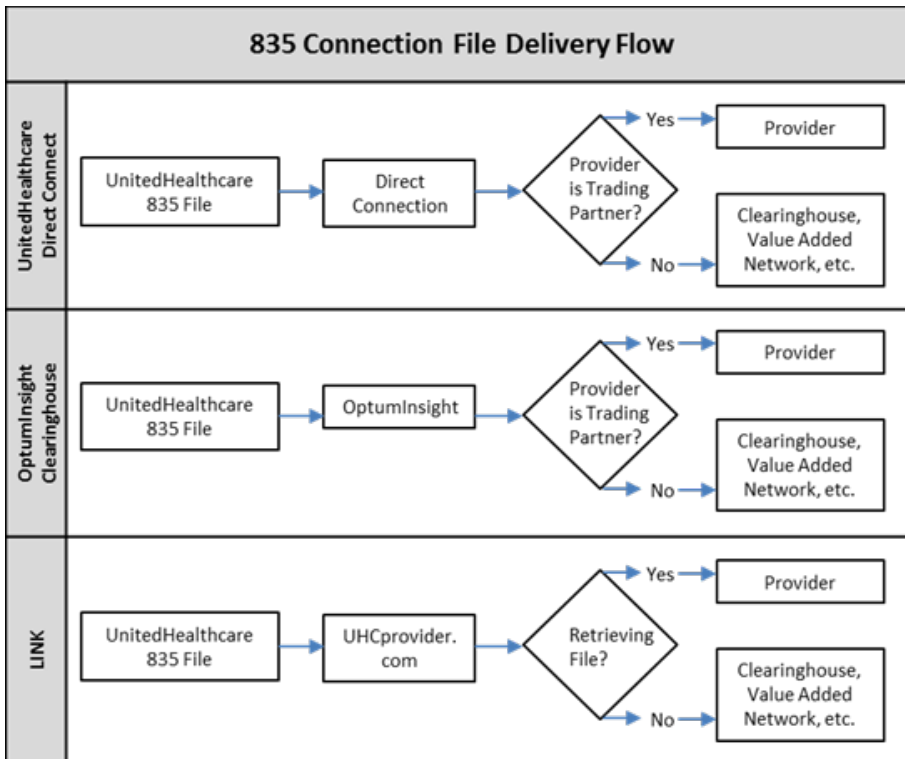 835 Connection File Delivery Flow
UnitedHealthcare
Direct Connect
UnitedHealthcare
835 File
Direct
Connection
Provider
is Trading
Partner?
Yes
Provider
No
Clearinghouse,
Value Added
Network, etc.
OptumInsight
Clearinghouse
UnitedHealthcare
835 File
OptumInsight
Provider
is Trading
Partner?
Yes
Provider
No
Clearinghouse,
Value Added
Network, etc.
LINK
UnitedHealthcare
835 File
UHCprovider.
com
Retrieving
File?
Yes
Provider
No
Clearinghouse,
Value Added
Network, etc.